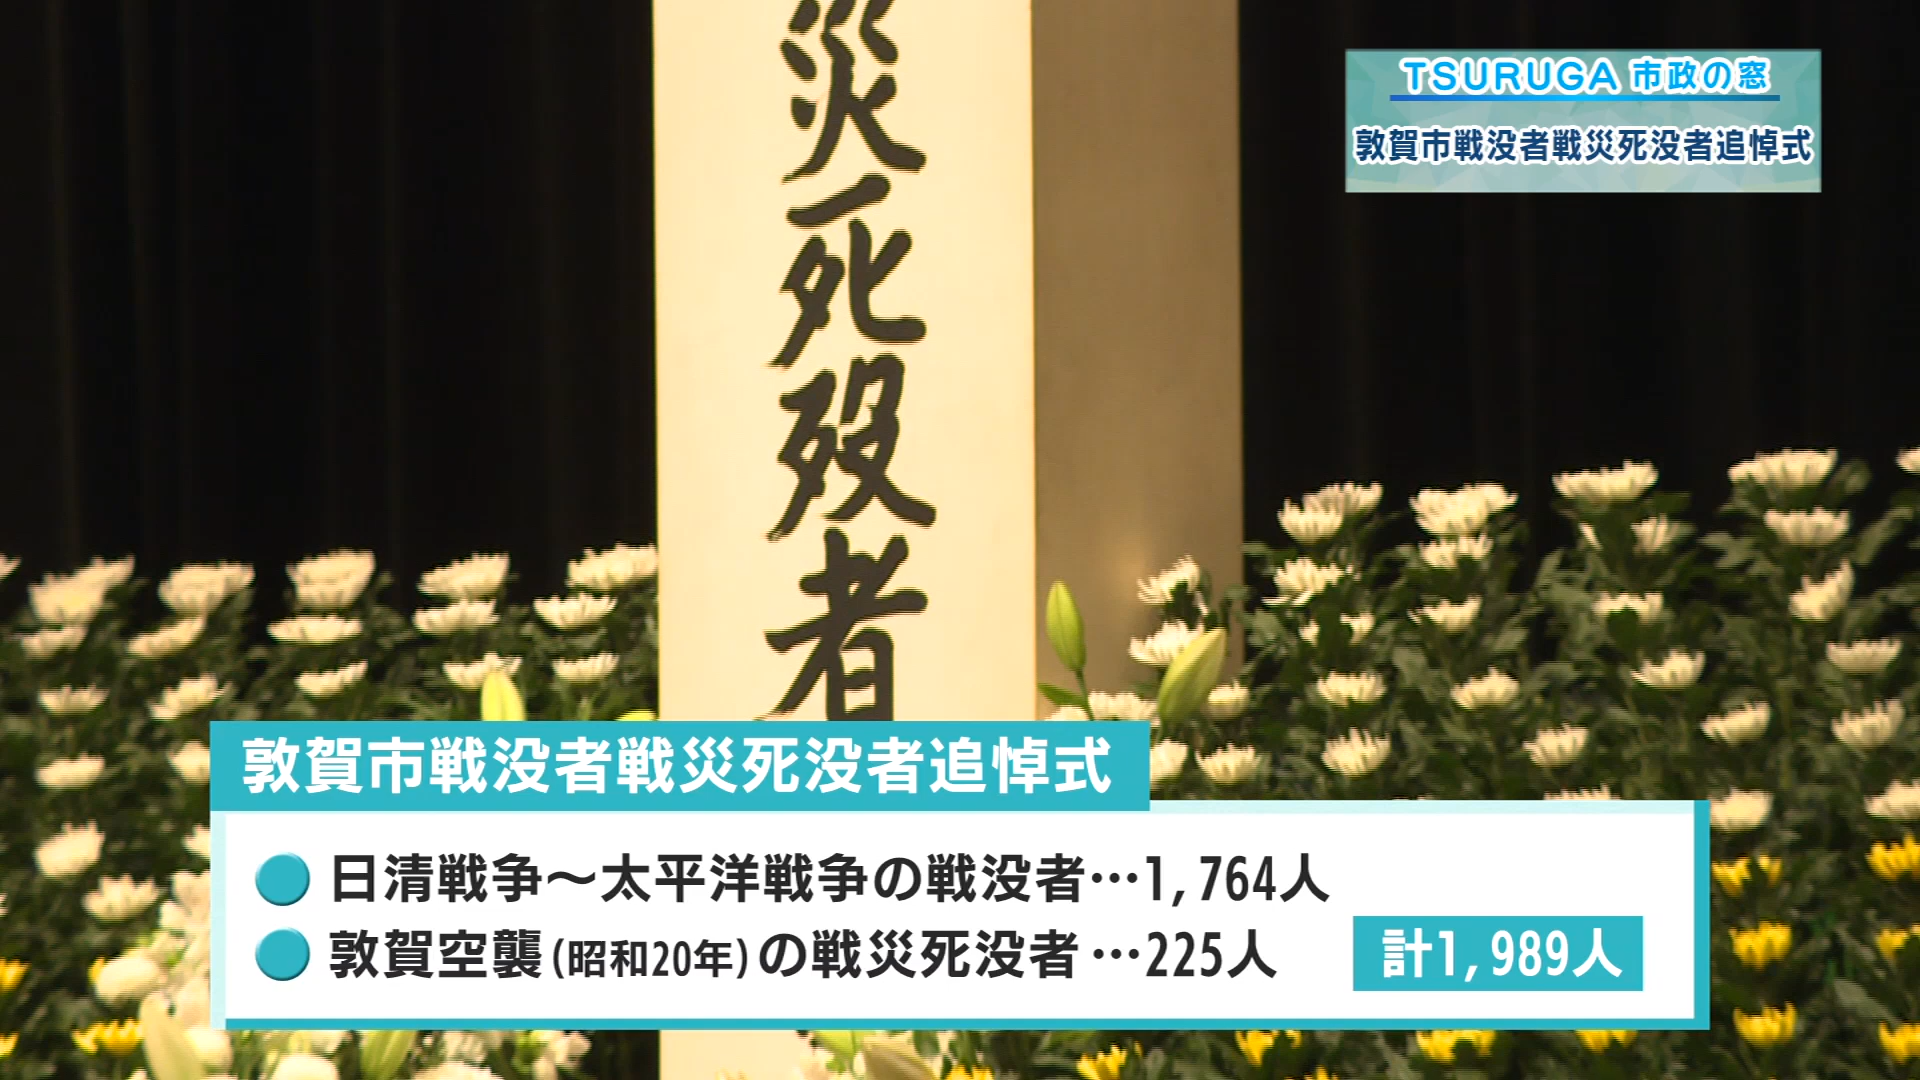 TSURUGA 市政の窓
敦賀市戦没者戦災死没者追悼式
災死歿者
敦賀市戦没者戦災死没者追悼式
日清戦争～太平洋戦争の戦没者…1,764人
敦賀空襲(昭和20年)の戦災死没者…225人
計1,989人